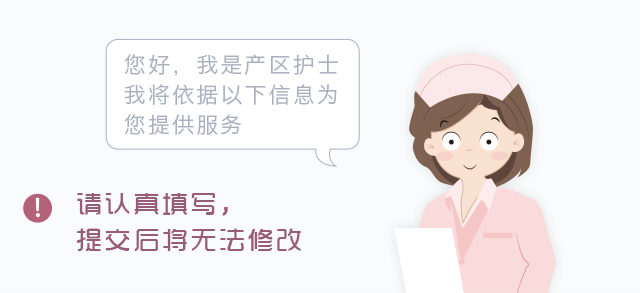 您好，我是产区护士
我将依据以下信息为
您提供服务
请认真填写，
提交后将无法修改